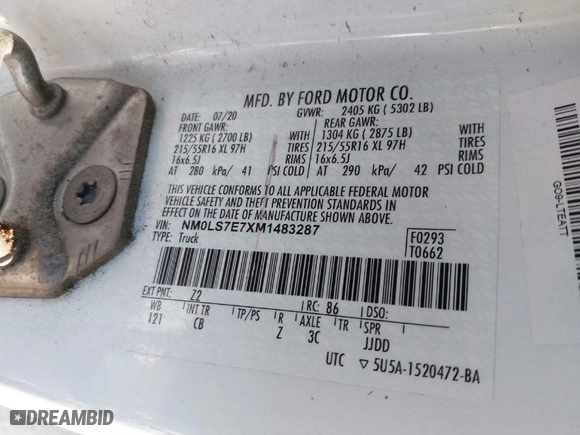 MFD. BY FORD MOTOR CO.
DATE: 07/20 GVWR: 2405 KG (5302 LB)
FRONT GAWR: REAR GAWR:
1225 KG (2700 LB) WITH 1304 KG (2875 LB) WITH
215/55R16 XL 97H TIRES 215/55R16 XL 97H TIRES
16x6.5J RIMS 16x6.5J RIMS
AT 280 kPa/ 41 PSI COLD AT 290 kPa/ 42 PSI COLD
THIS VEHICLE CONFORMS TO ALL APPLICABLE FEDERAL MOTOR
VEHICLE SAFETY AND THEFT PREVENTION STANDARDS IN
EFFECT ON THE DATE OF MANUFACTURE SHOWN ABOVE.
VIN: NM0LS7E7XM1483287 F0293
TYPE: Truck T0662
EXT PNT: Z2 RC: 86 DSO:
WB INT TR TP/PS R AXLE TR SPR
121 CB Z 3C JJDD
UTC ▽ 5U5A-1520472-BA
GO9-LTEATT
DREAMBID